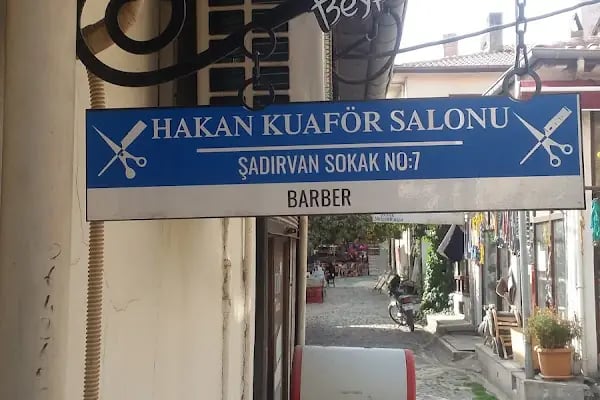 HAKAN KUAFÖR SALONU
ŞADIRVAN SOKAK NO:7
BARBER